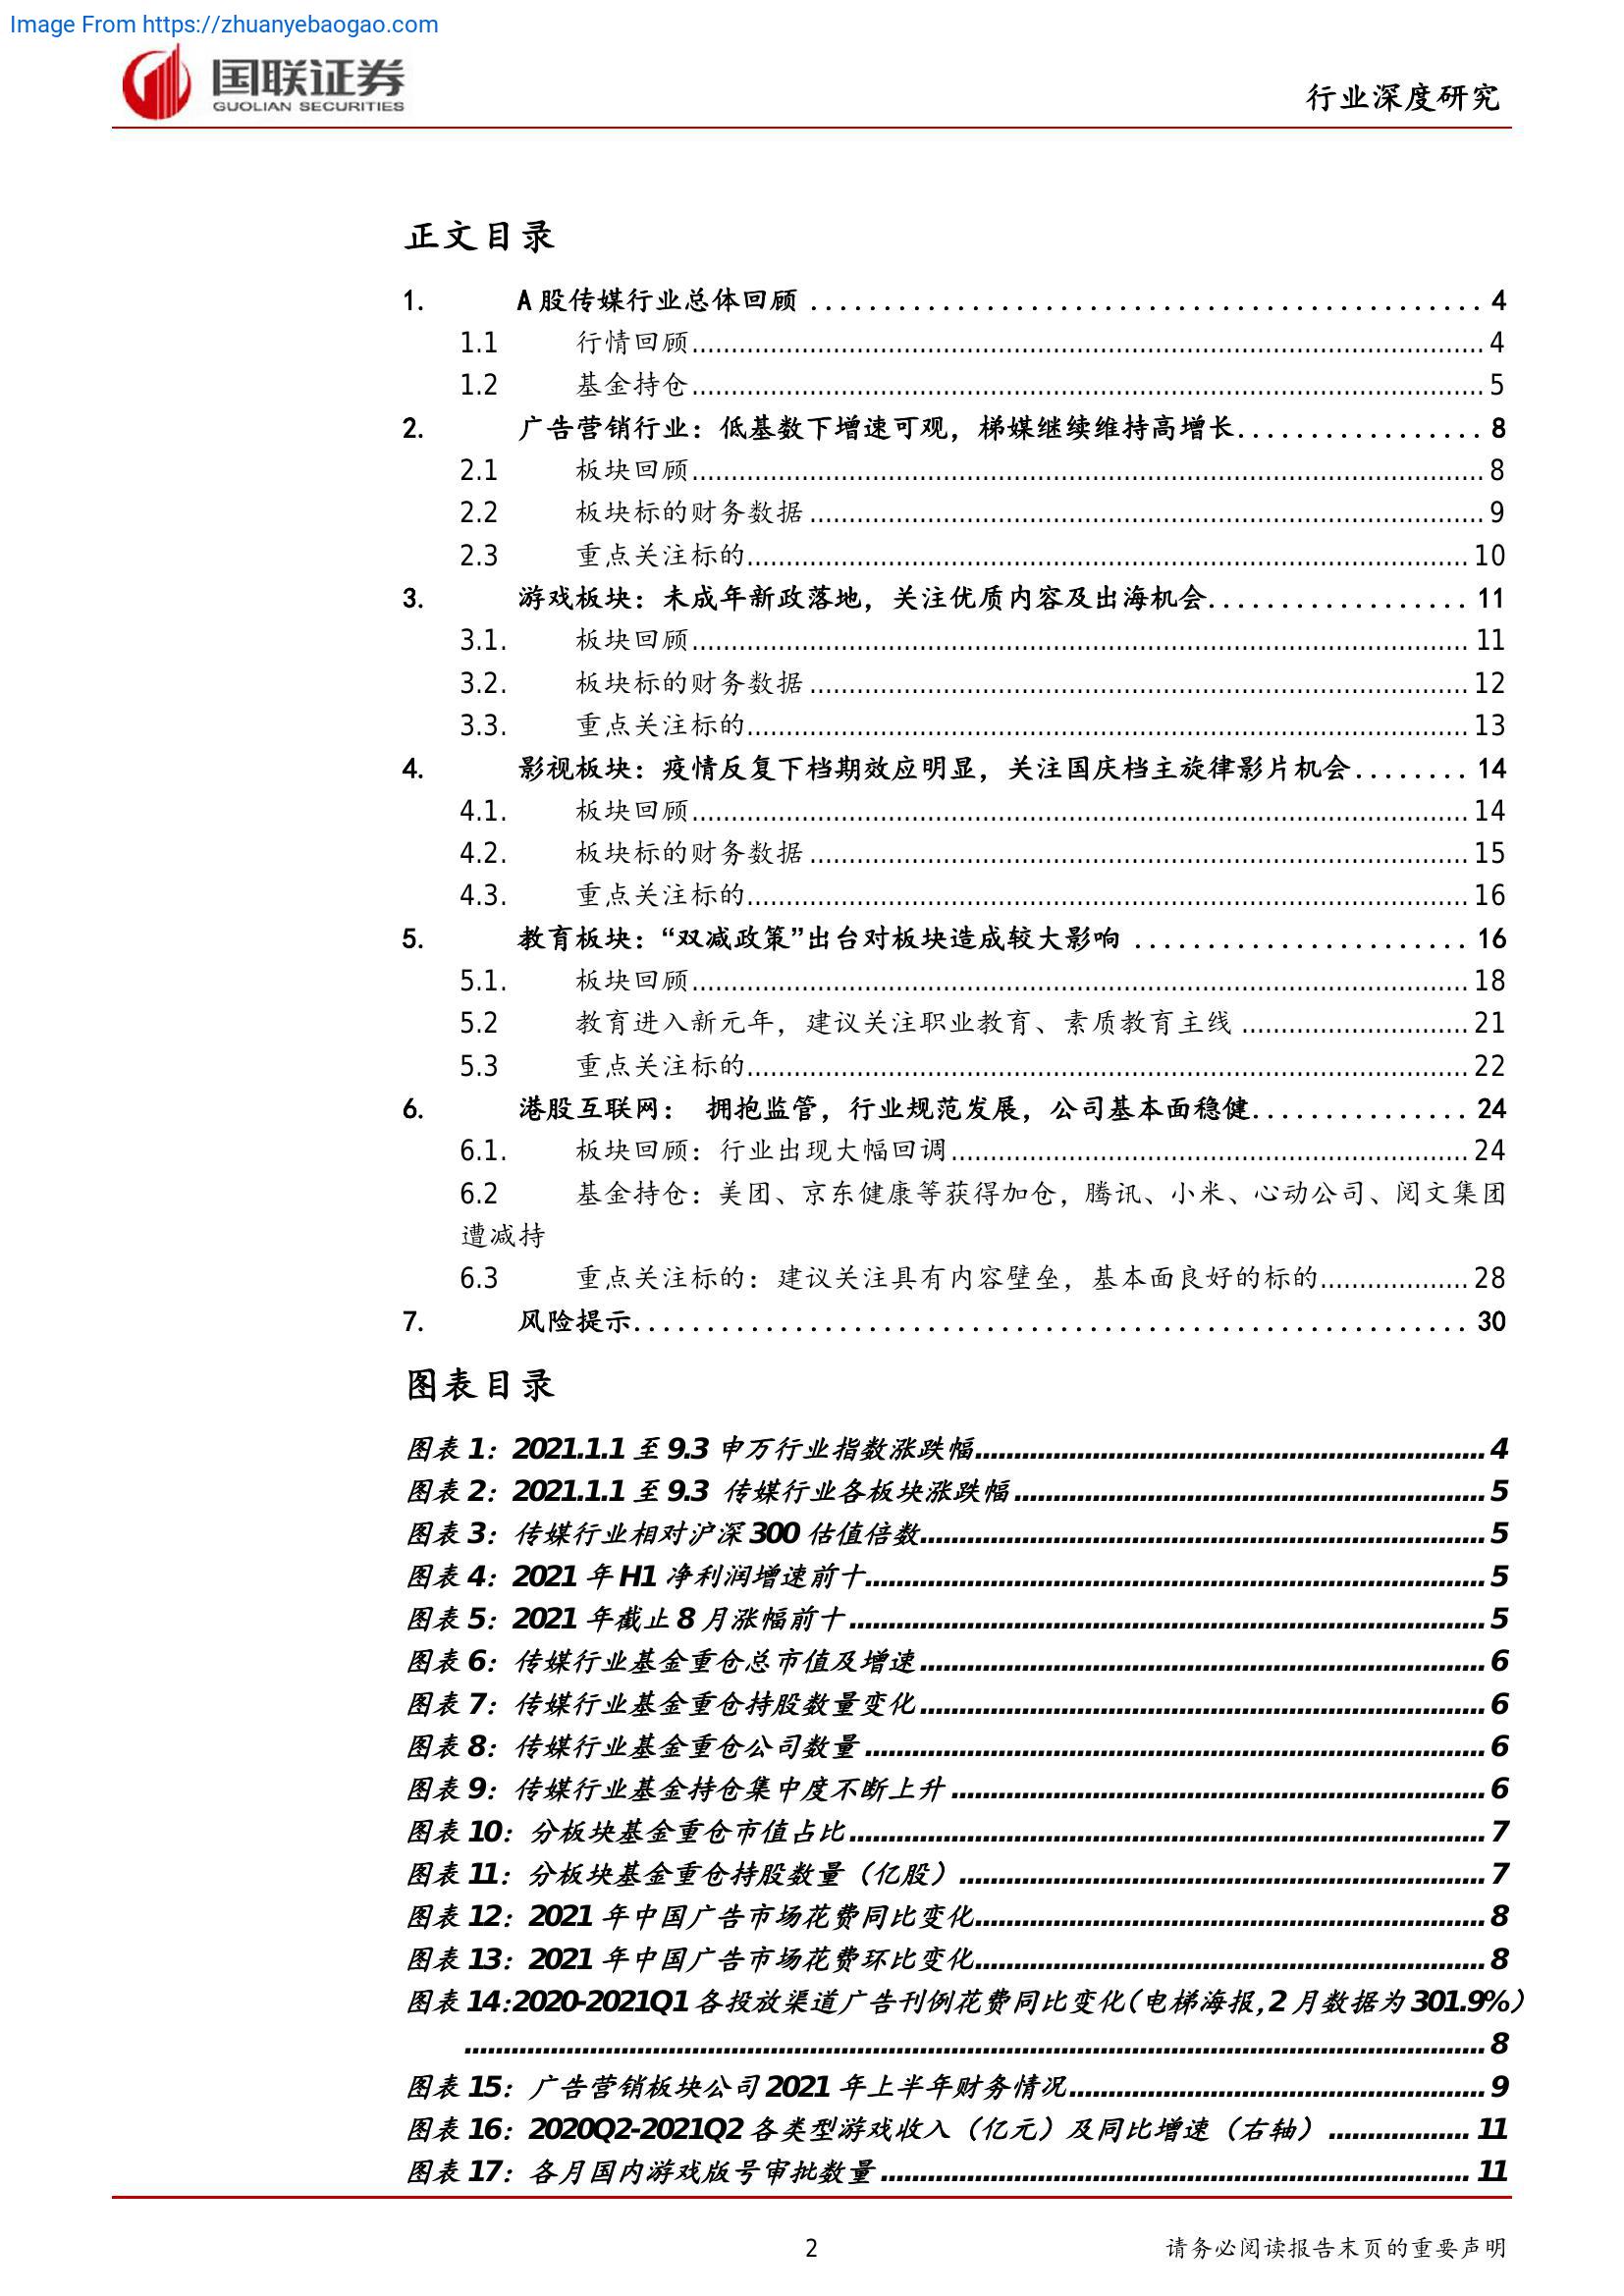 Image From https://zhuanyebaogao.com
国联证券
GUOLIAN SECURITIES
行业深度研究
正文目录
1. A 股传媒行业总体回顾 ............................................. 4
1.1 行情回顾 ............................................. 4
1.2 基金持仓 ............................................. 5
2. 广告营销行业：低基数下增速可观，梯媒继续维持高增长................. 8
2.1 板块回顾 ............................................. 8
2.2 板块标的财务数据 ............................................. 9
2.3 重点关注标的 ............................................. 10
3. 游戏板块：未成年新政落地，关注优质内容及出海机会.................. 11
3.1. 板块回顾 ............................................. 11
3.2. 板块标的财务数据 ............................................. 12
3.3. 重点关注标的 ............................................. 13
4. 影视板块：疫情反复下档期效应明显，关注国庆档主旋律影片机会........ 14
4.1. 板块回顾 ............................................. 14
4.2. 板块标的财务数据 ............................................. 15
4.3. 重点关注标的 ............................................. 16
5. 教育板块：“双减政策”出台对板块造成较大影响 ....................... 16
5.1. 板块回顾 ............................................. 18
5.2 教育进入新元年，建议关注职业教育、素质教育主线 ............................. 21
5.3 重点关注标的 ............................................. 22
6. 港股互联网： 拥抱监管，行业规范发展，公司基本面稳健............... 24
6.1. 板块回顾：行业出现大幅回调 ............................................. 24
6.2 基金持仓：美团、京东健康等获得加仓，腾讯、小米、心动公司、阅文集团
遭减持
6.3 重点关注标的：建议关注具有内容壁垒，基本面良好的标的................... 28
7. 风险提示......................................................... 30
图表目录
图表 1：2021.1.1 至 9.3 申万行业指数涨跌幅............................................. 4
图表 2：2021.1.1 至 9.3 传媒行业各板块涨跌幅............................................. 5
图表 3：传媒行业相对沪深 300 估值倍数............................................. 5
图表 4：2021 年 H1 净利润增速前十............................................. 5
图表 5：2021 年截止 8 月涨幅前十............................................. 5
图表 6：传媒行业基金重仓总市值及增速............................................. 6
图表 7：传媒行业基金重仓持股数量变化............................................. 6
图表 8：传媒行业基金重仓公司数量............................................. 6
图表 9：传媒行业基金持仓集中度不断上升............................................. 6
图表 10：分板块基金重仓市值占比............................................. 7
图表 11：分板块基金重仓持股数量（亿股）............................................. 7
图表 12：2021 年中国广告市场花费同比变化............................................. 8
图表 13：2021 年中国广告市场花费环比变化............................................. 8
图表 14:2020-2021Q1 各投放渠道广告刊例花费同比变化（电梯海报,2 月数据为 301.9%）
............................................. 8
图表 15：广告营销板块公司 2021 年上半年财务情况............................................. 9
图表 16：2020Q2-2021Q2 各类型游戏收入（亿元）及同比增速（右轴）.................. 11
图表 17：各月国内游戏版号审批数量............................................. 11
2
请务必阅读报告末页的重要声明